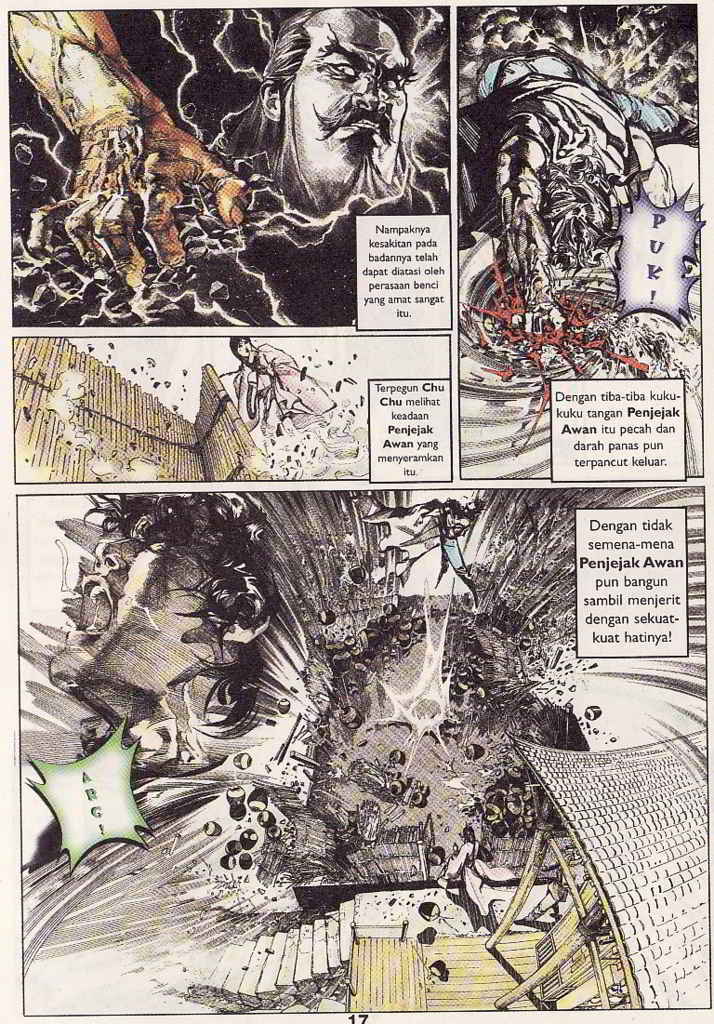 Nampaknya
kesakitan pada
badannya telah
dapat diatasi oleh
perasaan benci
yang amat sangat
itu.
PUK!
Dengan tiba-tiba kuku-
kuku tangan Penjejak
Awan itu pecah dan
darah panas pun
terpancut keluar.
Terpegun Chu
Chu melihat
keadaan
Penjejak
Awan yang
menyeramkan
itu.
Dengan tidak
semena-mena
Penjejak Awan
pun bangun
sambil menjerit
dengan sekuat-
kuat hatinya!
ARG!
17